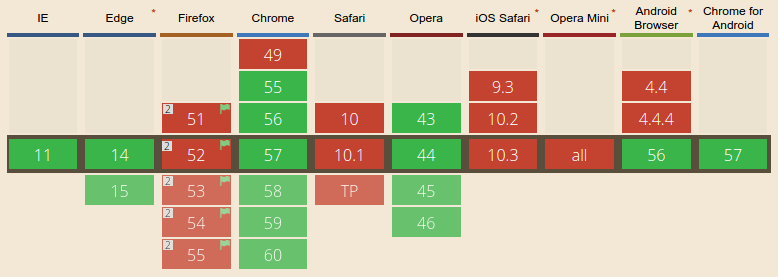 IE Edge * Firefox Chrome Safari Opera iOS Safari * Opera Mini * Android Browser * Chrome for Android
49
55 9.3 4.4
2 51 56 10 43 10.2 4.4.4
11 14 2 52 57 10.1 44 10.3 all 56 57
15 2 53 58 TP 45
2 54 59 46
2 55 60